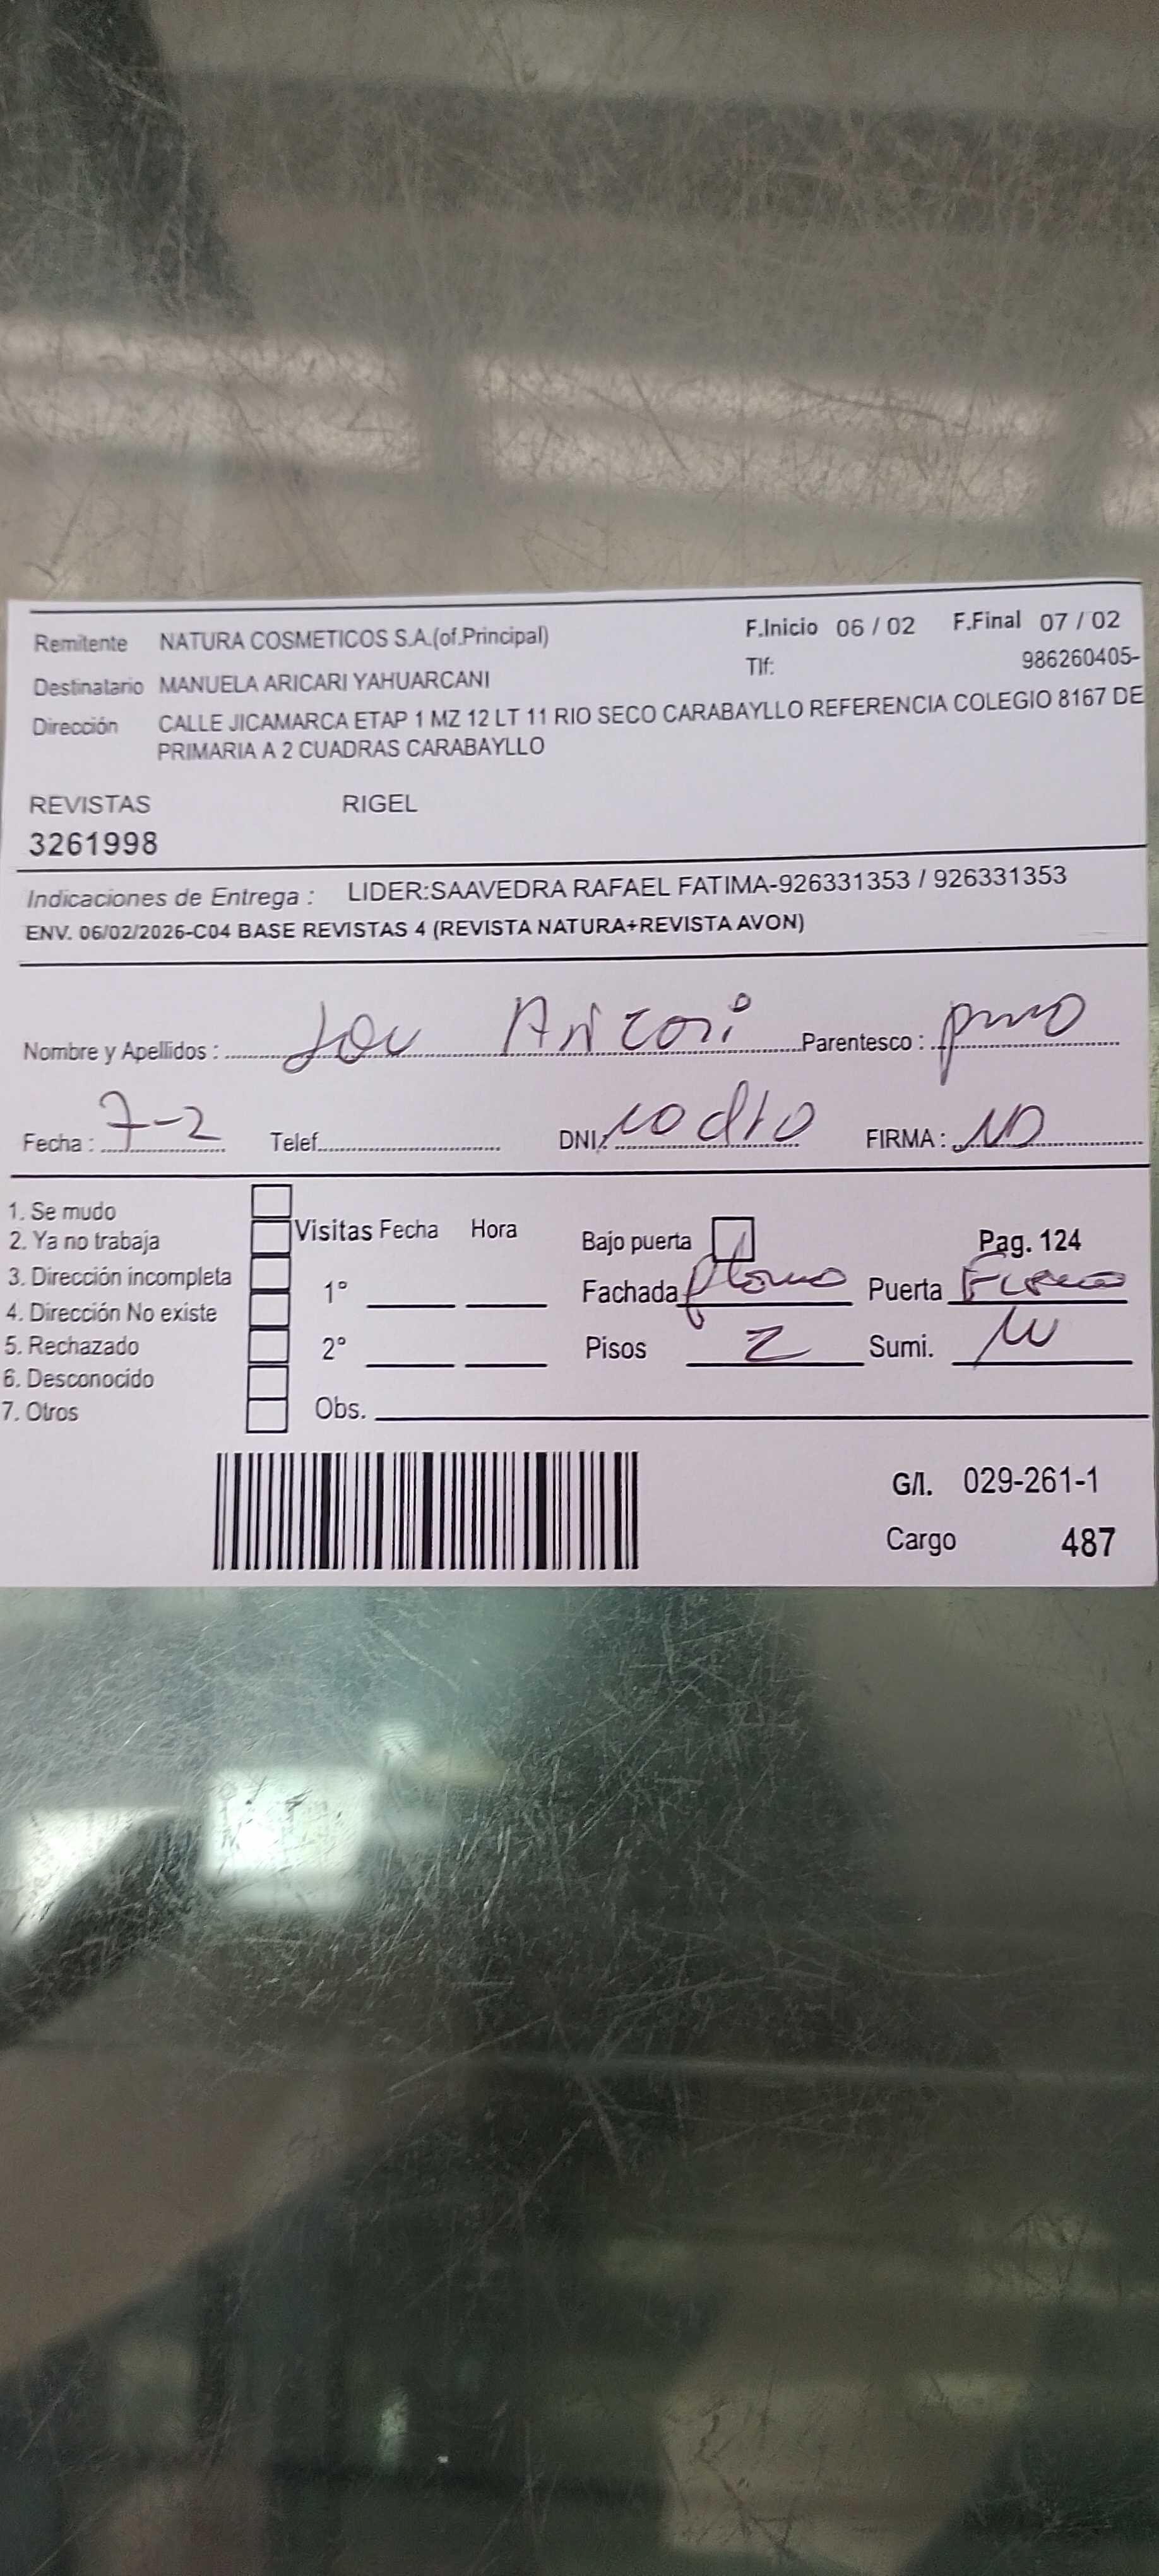 Remitente NATURA COSMETICOS S.A.(of.Principal) F.Inicio 06 / 02 F.Final 07 / 02
Destinatario MANUELA ARICARI YAHUARCANI Tlf: 986260405-
Dirección CALLE JICAMARCA ETAP 1 MZ 12 LT 11 RIO SECO CARABAYLLO REFERENCIA COLEGIO 8167 DE
PRIMARIA A 2 CUADRAS CARABAYLLO
REVISTAS RIGEL
3261998
Indicaciones de Entrega : LIDER:SAAVEDRA RAFAEL FATIMA-926331353 / 926331353
ENV. 06/02/2026-C04 BASE REVISTAS 4 (REVISTA NATURA+REVISTA AVON)
Nombre y Apellidos : Aricari Parentesco :
Fecha : 7-2 Telef. DNI: no dio FIRMA :
1. Se mudo
2. Ya no trabaja Visitas Fecha Hora Bajo puerta Pag. 124
3. Dirección incompleta 1° Fachada plomo Puerta Fierro
4. Dirección No existe
5. Rechazado 2° Pisos 2 Sumi.
6. Desconocido
7. Otros Obs.
G/I. 029-261-1
Cargo 487